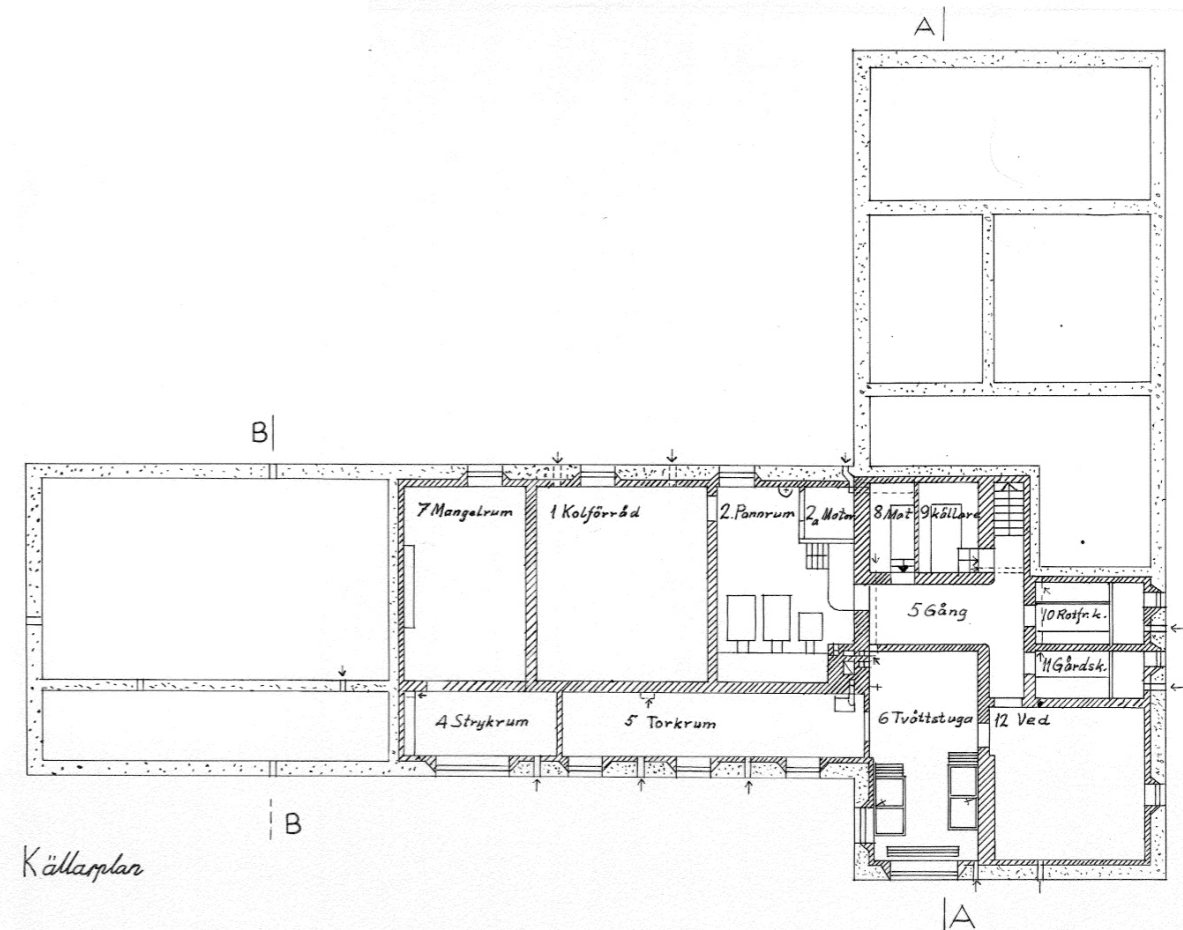 A
B
7 Mangelrum
1 Kolförråd
2. Pannrum
2a Motor
8 Mat
9 källare
5 Gång
10 Rotfr. k.
11 Gårdsk.
4 Strykrum
5 Torkrum
6 Tvättstuga
12 Ved
B
Källarplan
A